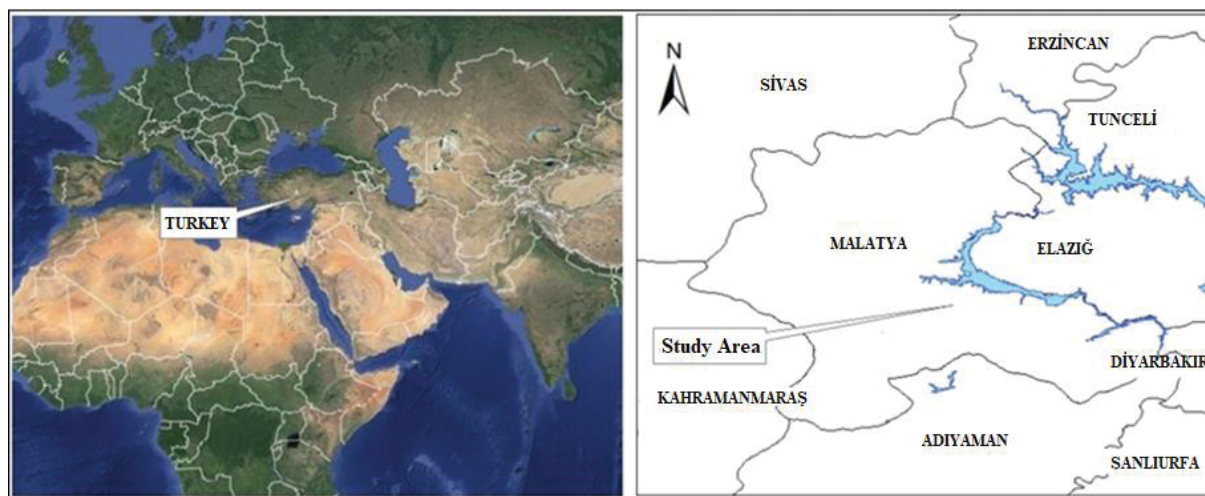 TURKEY
N
ERZİNCAN
SİVAS
TUNCELİ
MALATYA
ELAZIĞ
Study Area
DİYARBAKIR
KAHRAMANMARAŞ
ADIYAMAN
SANLIURFA